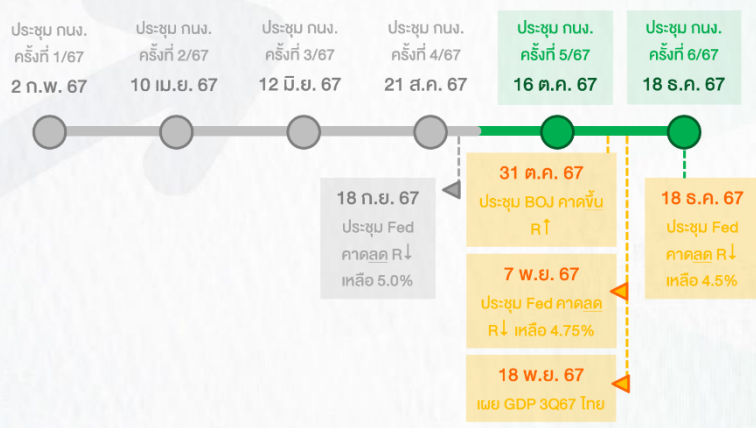 ประชุม กนง.
ครั้งที่ 1/67
2 ก.พ. 67
ประชุม กนง.
ครั้งที่ 2/67
10 เม.ย. 67
ประชุม กนง.
ครั้งที่ 3/67
12 มิ.ย. 67
ประชุม กนง.
ครั้งที่ 4/67
21 ส.ค. 67
ประชุม กนง.
ครั้งที่ 5/67
16 ต.ค. 67
ประชุม กนง.
ครั้งที่ 6/67
18 ธ.ค. 67
18 ก.ย. 67
ประชุม Fed
คาดลด R↓
เหลือ 5.0%
31 ต.ค. 67
ประชุม BOJ คาดขึ้น
R↑
7 พ.ย. 67
ประชุม Fed คาดลด
R↓ เหลือ 4.75%
18 พ.ย. 67
เผย GDP 3Q67 ไทย
18 ธ.ค. 67
ประชุม Fed
คาดลด R↓
เหลือ 4.5%